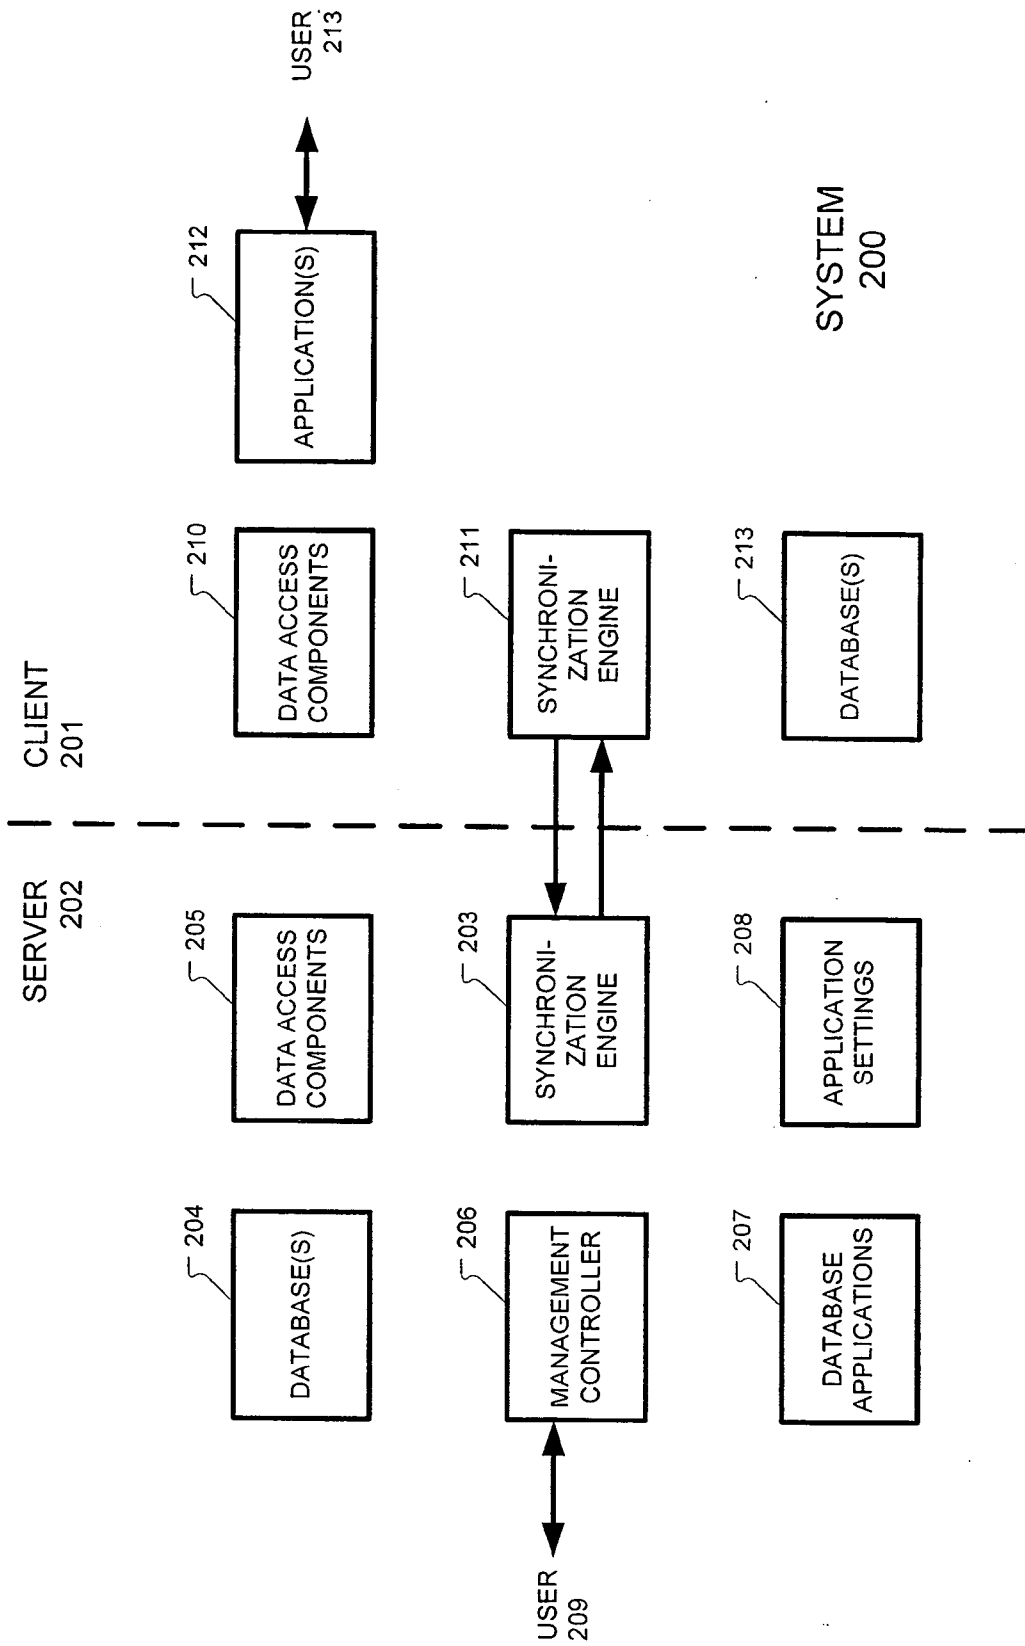 SERVER
202
CLIENT
201
204
DATABASE(S)
205
DATA ACCESS
COMPONENTS
210
DATA ACCESS
COMPONENTS
212
APPLICATION(S)
USER
213
USER
209
206
MANAGEMENT
CONTROLLER
203
SYNCHRONI-
ZATION
ENGINE
211
SYNCHRONI-
ZATION
ENGINE
207
DATABASE
APPLICATIONS
208
APPLICATION
SETTINGS
213
DATABASE(S)
SYSTEM
200